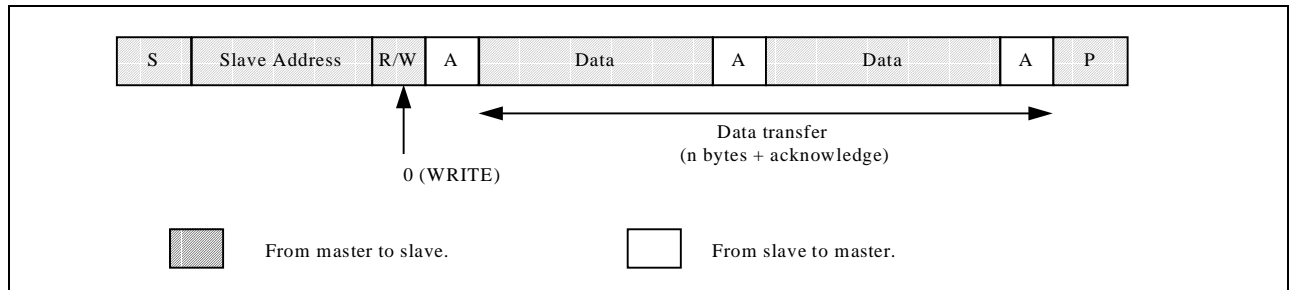 S Slave Address R/W A Data A Data A P
Data transfer
(n bytes + acknowledge)
0 (WRITE)
From master to slave. From slave to master.